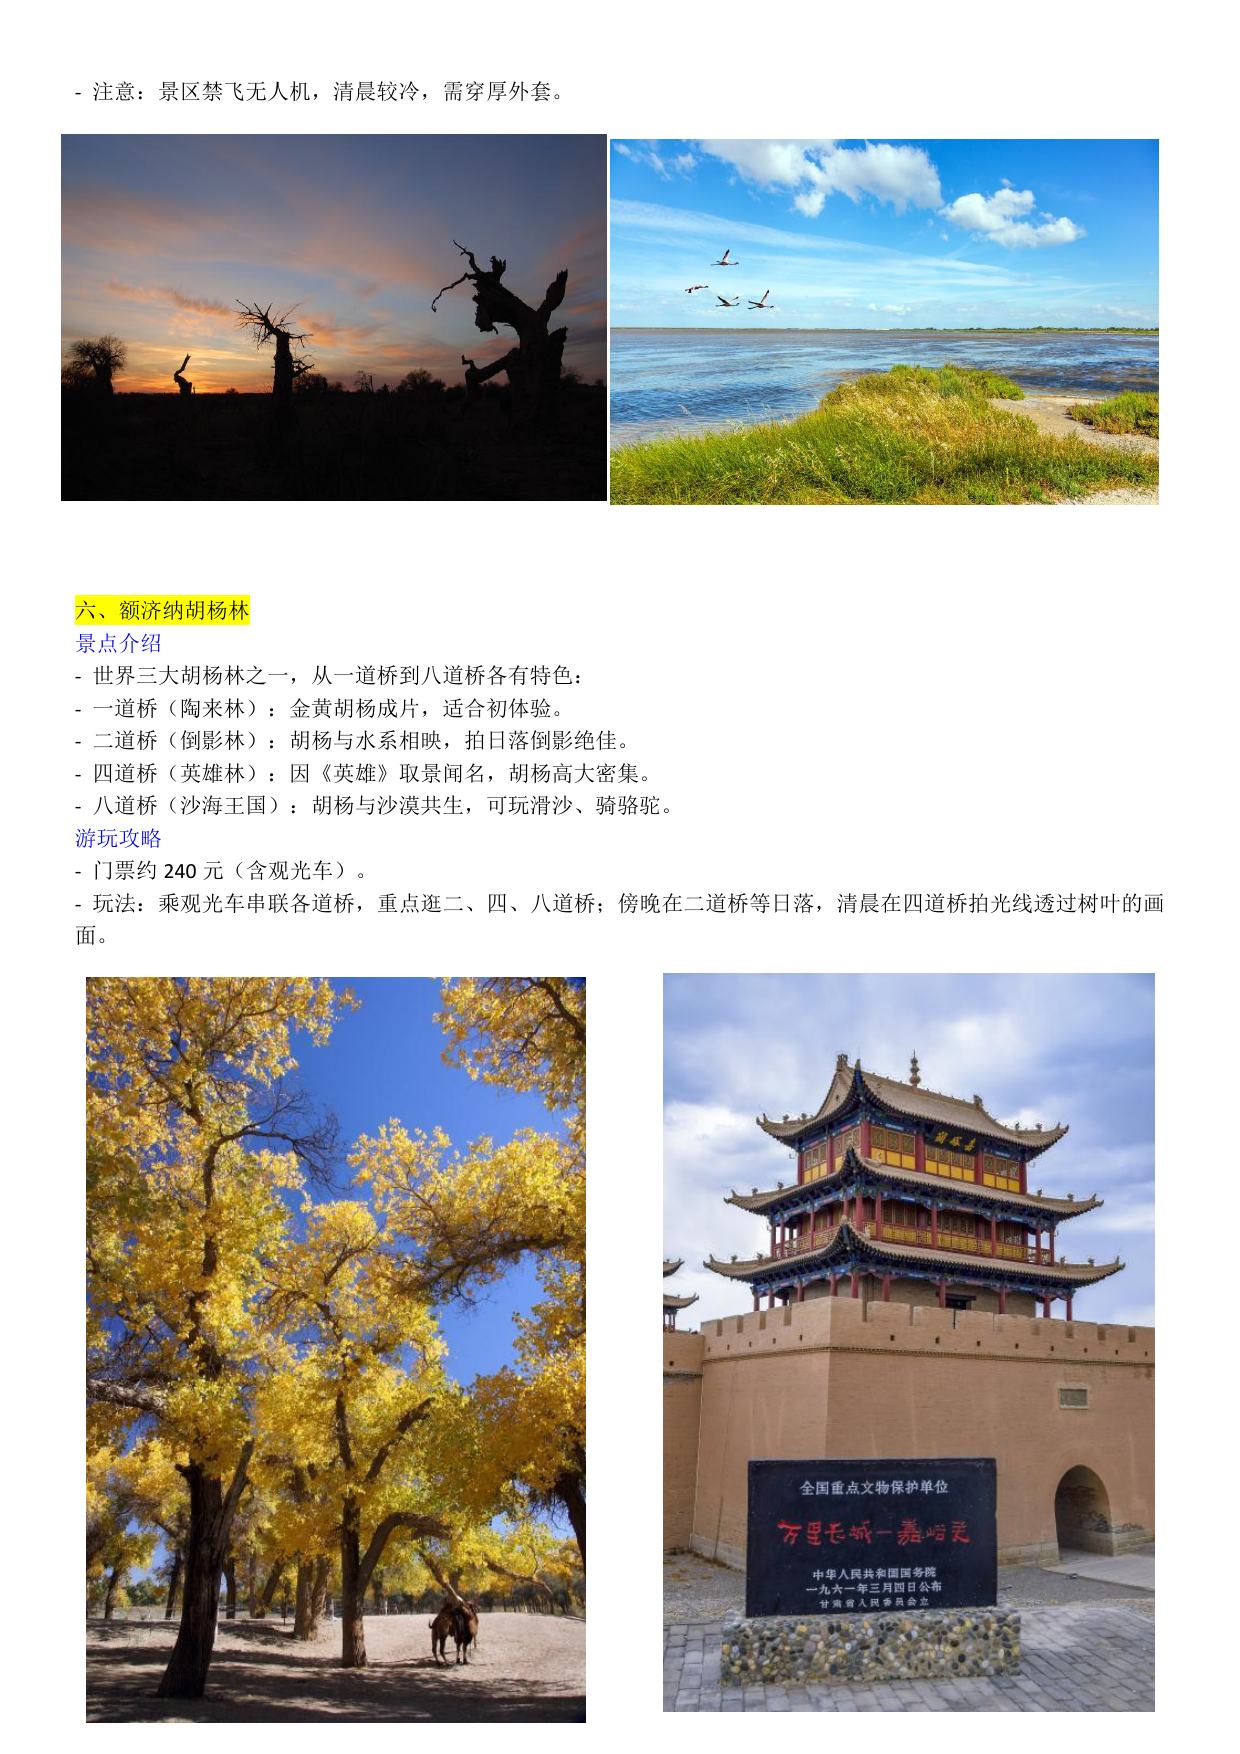 - 注意：景区禁飞无人机，清晨较冷，需穿厚外套。
六、额济纳胡杨林
景点介绍
- 世界三大胡杨林之一，从一道桥到八道桥各有特色：
- 一道桥（陶来林）：金黄胡杨成片，适合初体验。
- 二道桥（倒影林）：胡杨与水系相映，拍日落倒影绝佳。
- 四道桥（英雄林）：因《英雄》取景闻名，胡杨高大密集。
- 八道桥（沙海王国）：胡杨与沙漠共生，可玩滑沙、骑骆驼。
游玩攻略
- 门票约 240 元（含观光车）。
- 玩法：乘观光车串联各道桥，重点逛二、四、八道桥；傍晚在二道桥等日落，清晨在四道桥拍光线透过树叶的画
面。
关峪嘉
全国重点文物保护单位
万里长城—嘉峪关
中华人民共和国国务院
一九六一年三月四日公布
甘肃省人民委员会立